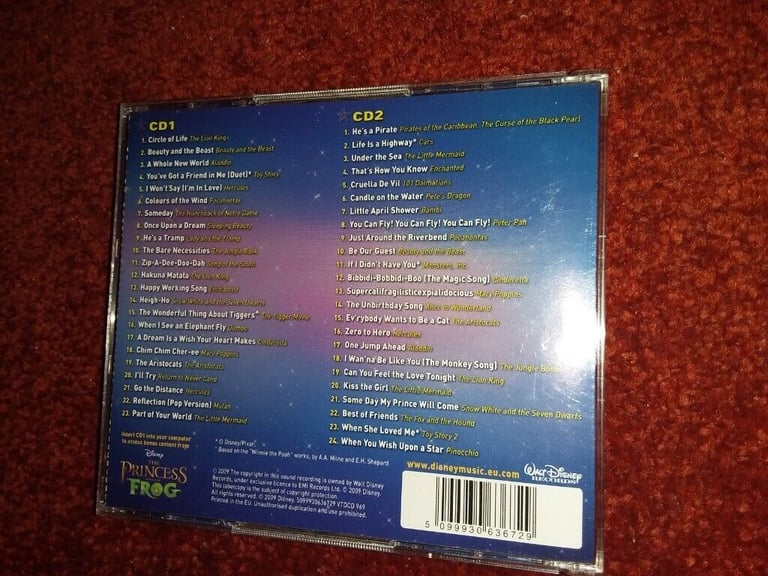 CD1
1. Circle of Life The Lion King
2. Beauty and the Beast Beauty and the Beast
3. A Whole New World Aladdin
4. You've Got a Friend in Me (Duet)* Toy Story
5. I Won't Say (I'm In Love) Hercules
6. Colours of the Wind Pocahontas
7. Someday The Hunchback of Notre Dame
8. Once Upon a Dream Sleeping Beauty
9. He's a Tramp Lady and the Tramp
10. The Bare Necessities The Jungle Book
11. Zip-A-Dee-Doo-Dah Song of the South
12. Hakuna Matata The Lion King
13. Happy Working Song Enchanted
14. Heigh-Ho Snow White and the Seven Dwarfs
15. The Wonderful Thing About Tiggers* The Tigger Movie
16. When I See an Elephant Fly Dumbo
17. A Dream is a Wish Your Heart Makes Cinderella
18. Chim Chim Cher-ee Mary Poppins
19. The Aristocats The Aristocats
20. I'll Try Return to Never Land
21. Go the Distance Hercules
22. Reflection (Pop Version) Mulan
23. Part of Your World The Little Mermaid
Insert CD1 into your computer
to access bonus content from
Disney
THE
PRINCESS
AND THE
FROG
CD2
1. He's a Pirate Pirates of the Caribbean: The Curse of the Black Pearl
2. Life Is a Highway* Cars
3. Under the Sea The Little Mermaid
4. That's How You Know Enchanted
5. Cruella De Vil 101 Dalmatians
6. Candle on the Water Pete's Dragon
7. Little April Shower Bambi
8. You Can Fly! You Can Fly! You Can Fly! Peter Pan
9. Just Around the Riverbend Pocahontas
10. Be Our Guest Beauty and the Beast
11. If I Didn't Have You* Monsters, Inc.
12. Bibbidi-Bobbidi-Boo (The Magic Song) Cinderella
13. Supercalifragilisticexpialidocious Mary Poppins
14. The Unbirthday Song Alice in Wonderland
15. Ev'rybody Wants to Be a Cat The Aristocats
16. Zero to Hero Hercules
17. One Jump Ahead Aladdin
18. I Wan'na Be Like You (The Monkey Song) The Jungle Book
19. Can You Feel the Love Tonight The Lion King
20. Kiss the Girl The Little Mermaid
21. Some Day My Prince Will Come Snow White and the Seven Dwarfs
22. Best of Friends The Fox and the Hound
23. When She Loved Me* Toy Story 2
24. When You Wish Upon a Star Pinocchio
* © Disney/Pixar.
* Based on the "Winnie the Pooh" works, by A.A. Milne and E.H. Shepard.
© 2009 The copyright in this sound recording is owned by Walt Disney
Records, under exclusive licence to EMI Records Ltd. © 2009 Disney.
This labelcopy is the subject of copyright protection.
All rights reserved. © 2009 Disney. 5099930636729 VTDCD 969
Printed in the EU. Unauthorised duplication and use prohibited.
www.disneymusic.eu.com
Walt Disney
RECORDS
5 099930 636729